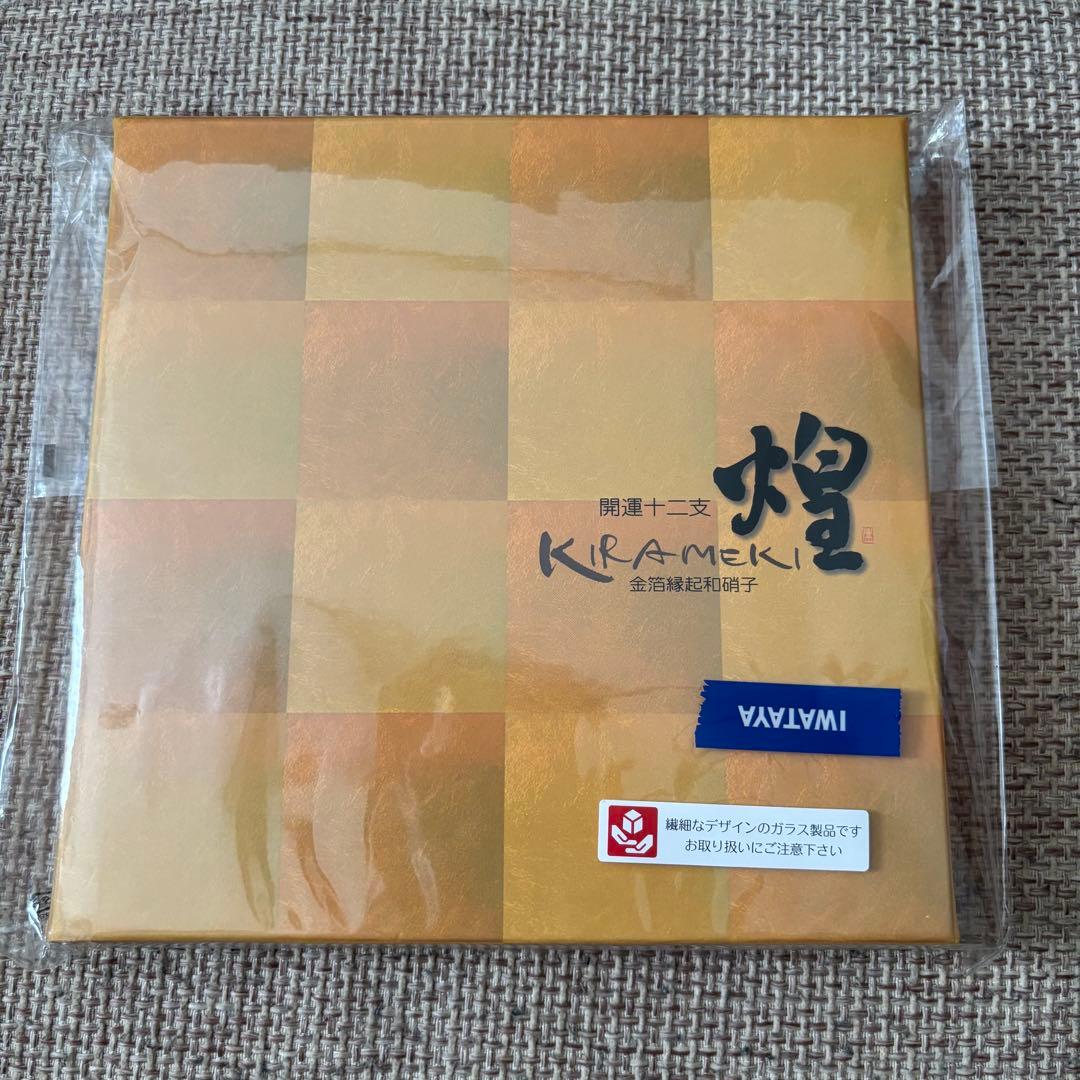 開運十二支
煌
KIRAMEKI
金箔縁起和硝子
IWATAYA
繊細なデザインのガラス製品です
お取り扱いにご注意下さい